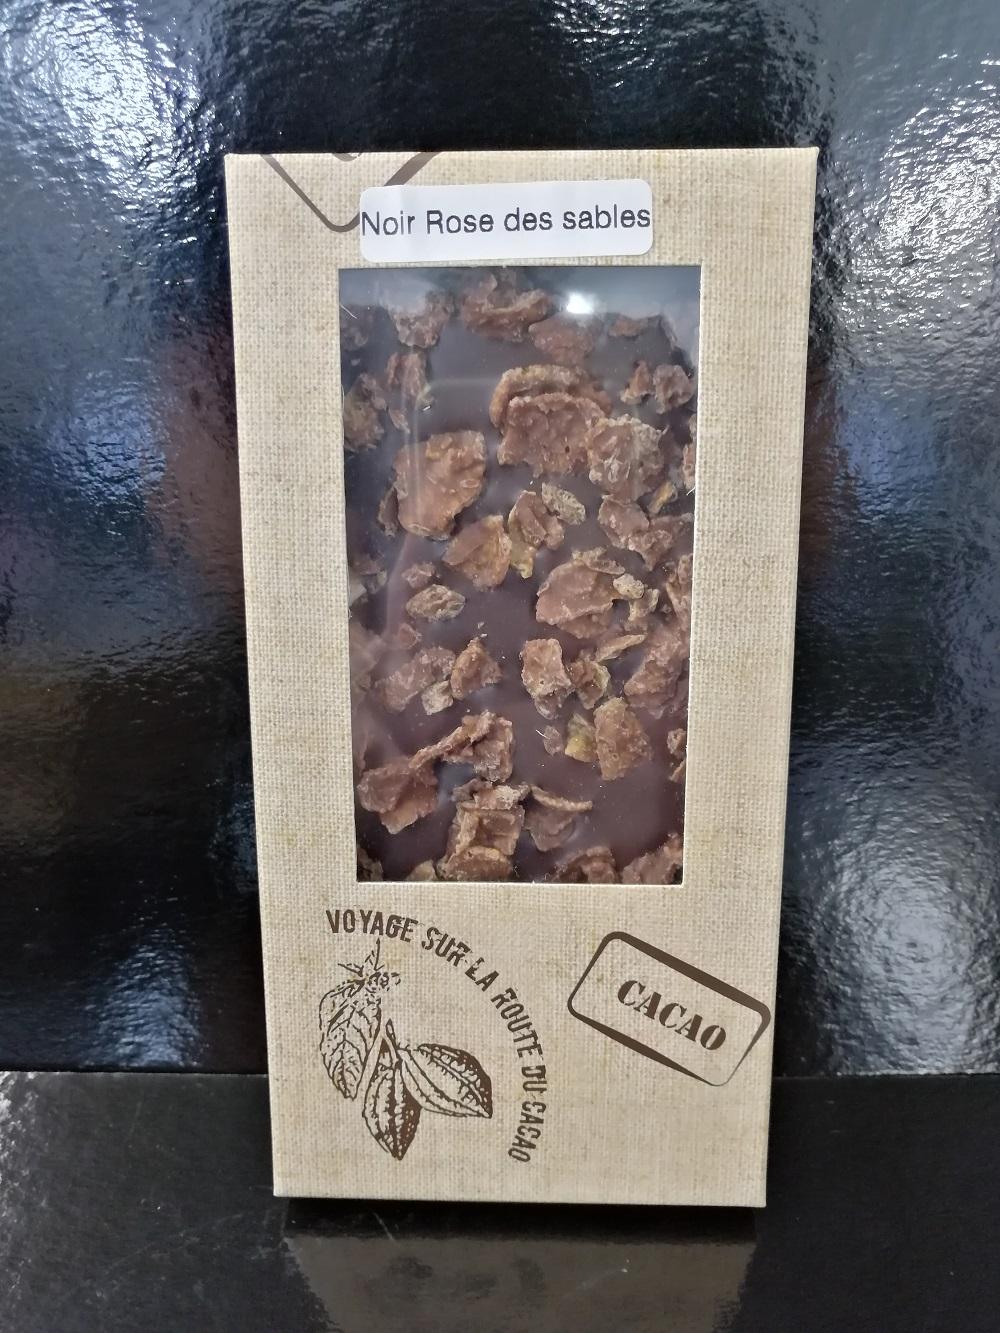 Noir Rose des sables
VOYAGE SUR LA ROUTE DU CACAO
CACAO